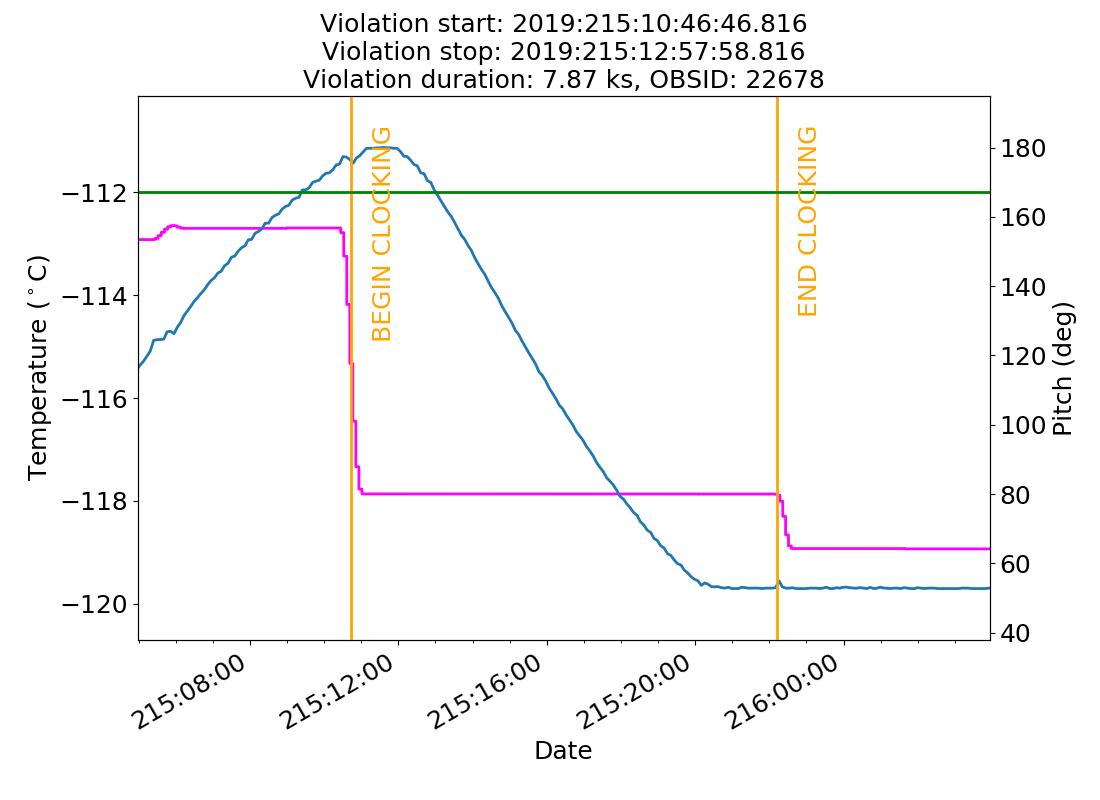 Violation start: 2019:215:10:46:46.816
Violation stop: 2019:215:12:57:58.816
Violation duration: 7.87 ks, OBSID: 22678
Temperature (°C)
−112
−114
−116
−118
−120
BEGIN CLOCKING
END CLOCKING
180
160
140
120
100
80
60
40
Pitch (deg)
215:08:00
215:12:00
215:16:00
215:20:00
216:00:00
Date